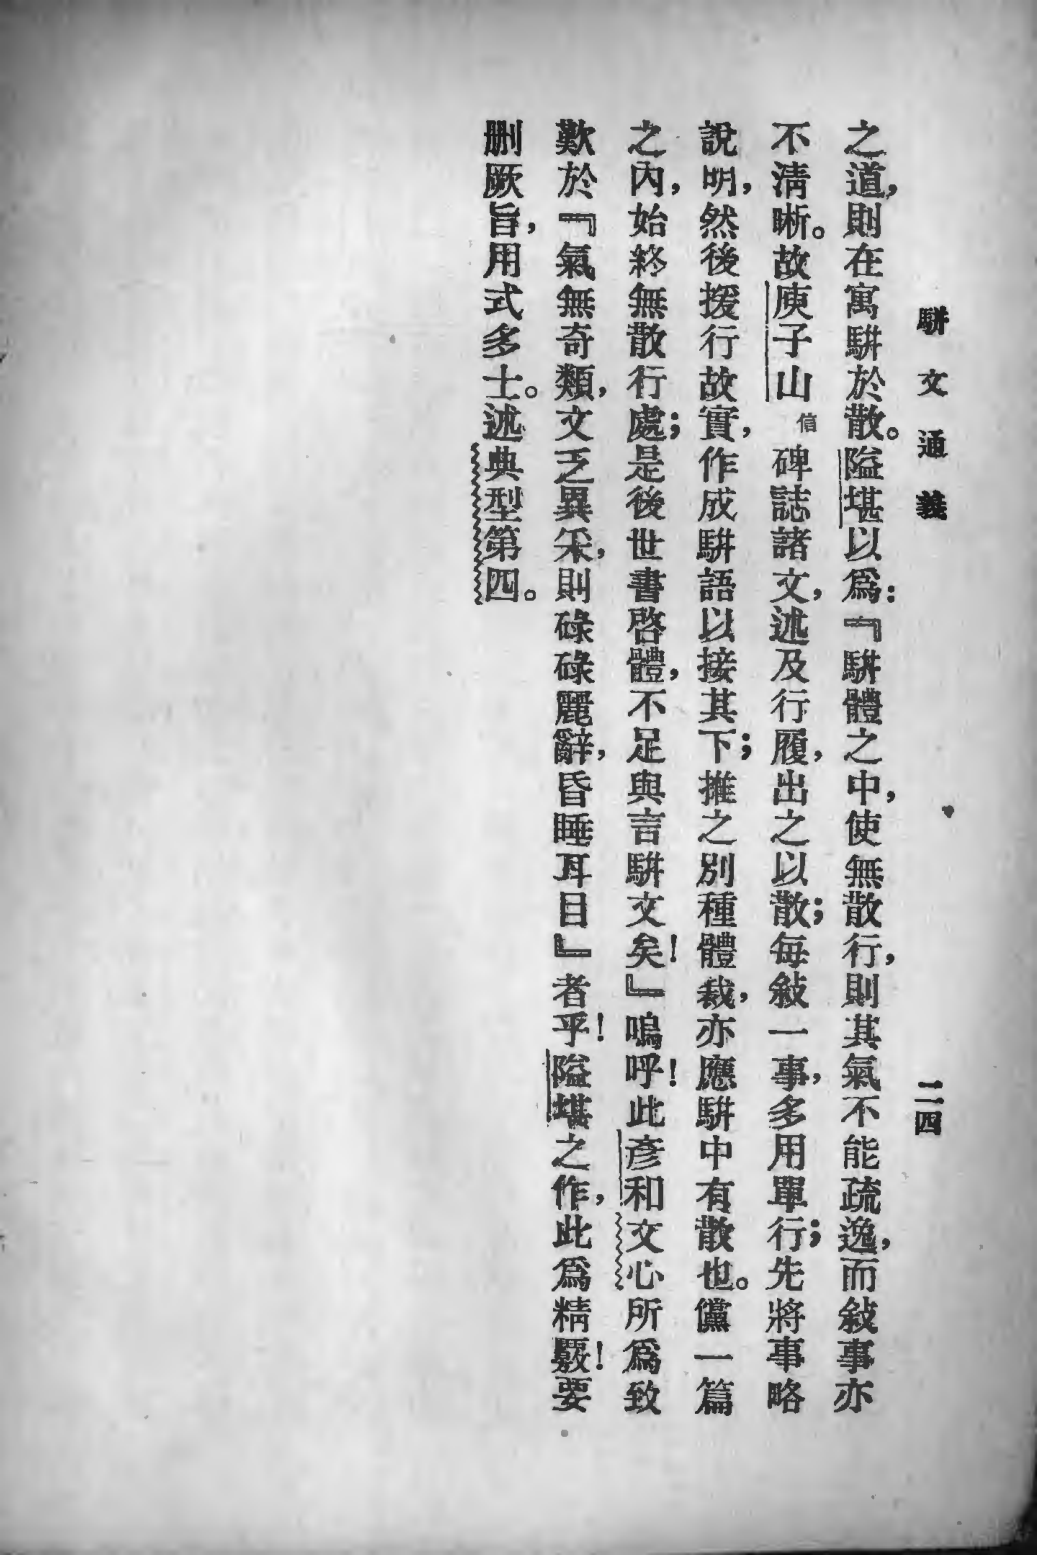 駢文通義
二四
之道，則在寓駢於散。隘堪以爲：『駢體之中，使無散行，則其氣不能疏逸，而敍事亦
不淸晰。故庾子山信碑誌諸文，述及行履，出之以散；每敍一事，多用單行；先將事略
說明，然後援行故實，作成駢語以接其下；推之別種體裁，亦應駢中有散也。儻一篇
之內，始終無散行處；是後世書啓體，不足與言駢文矣！』嗚呼！此彥和文心所爲致
歎於『氣無奇類，文乏異采，則碌碌麗辭，昏睡耳目』者乎！隘堪之作，此爲精覈！要
删厥旨，用式多士。述典型第四。